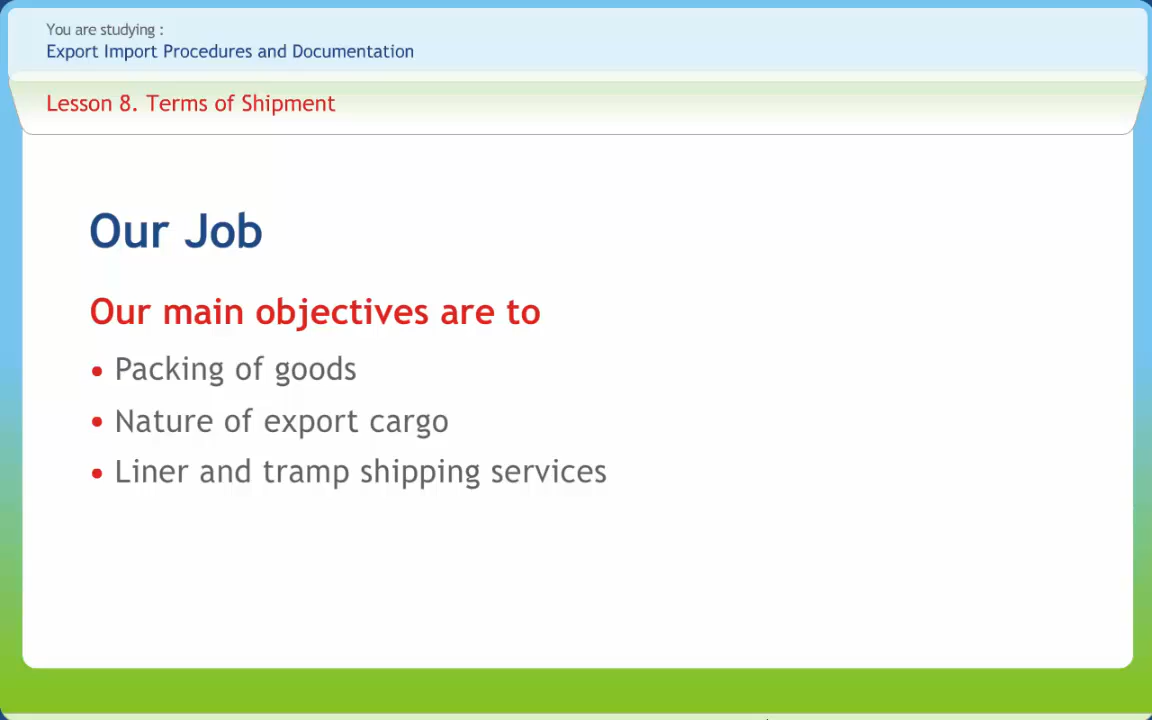 You are studying :
Export Import Procedures and Documentation
Lesson 8. Terms of Shipment
Our Job
Our main objectives are to
• Packing of goods
• Nature of export cargo
• Liner and tramp shipping services